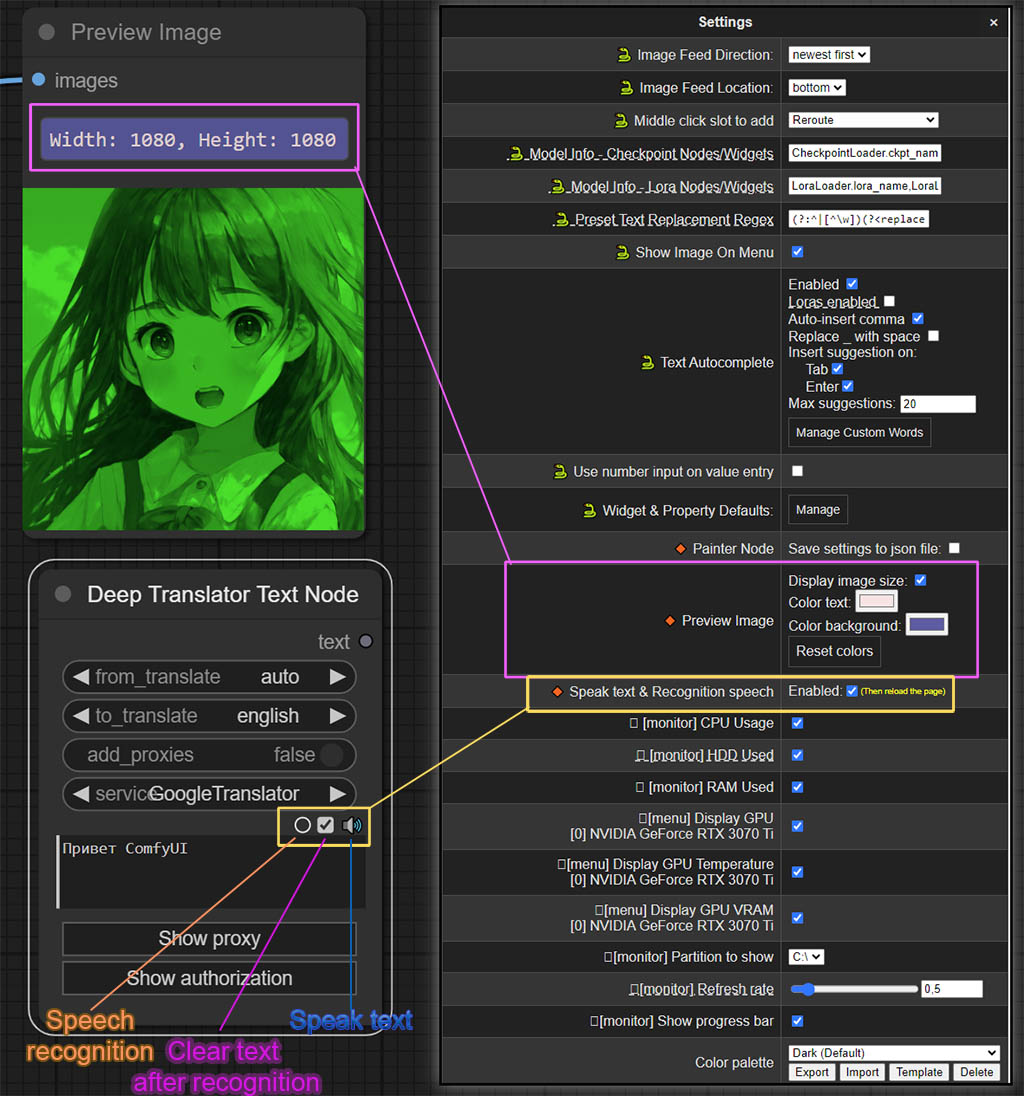 Preview Image
images
Width: 1080, Height: 1080
Deep Translator Text Node
text
from_translate auto
to_translate english
add_proxies false
service GoogleTranslator
Привет ComfyUI
Show proxy
Show authorization
Speech
recognition
Clear text
after recognition
Speak text
Settings ×
Image Feed Direction: newest first
Image Feed Location: bottom
Middle click slot to add Reroute
Model Info - Checkpoint Nodes/Widgets CheckpointLoader.ckpt_nam
Model Info - Lora Nodes/Widgets LoraLoader.lora_name,LoraL
Preset Text Replacement Regex (?:^|[^\w])(?<replace
Show Image On Menu
Text Autocomplete
Enabled
Loras enabled
Auto-insert comma
Replace _ with space
Insert suggestion on:
Tab
Enter
Max suggestions: 20
Manage Custom Words
Use number input on value entry
Widget & Property Defaults: Manage
Painter Node Save settings to json file:
Preview Image
Display image size:
Color text:
Color background:
Reset colors
Speak text & Recognition speech Enabled: (Then reload the page)
[monitor] CPU Usage
[monitor] HDD Used
[monitor] RAM Used
[menu] Display GPU
[0] NVIDIA GeForce RTX 3070 Ti
[menu] Display GPU Temperature
[0] NVIDIA GeForce RTX 3070 Ti
[menu] Display GPU VRAM
[0] NVIDIA GeForce RTX 3070 Ti
[monitor] Partition to show C:\
[monitor] Refresh rate 0,5
[monitor] Show progress bar
Color palette Dark (Default)
Export Import Template Delete